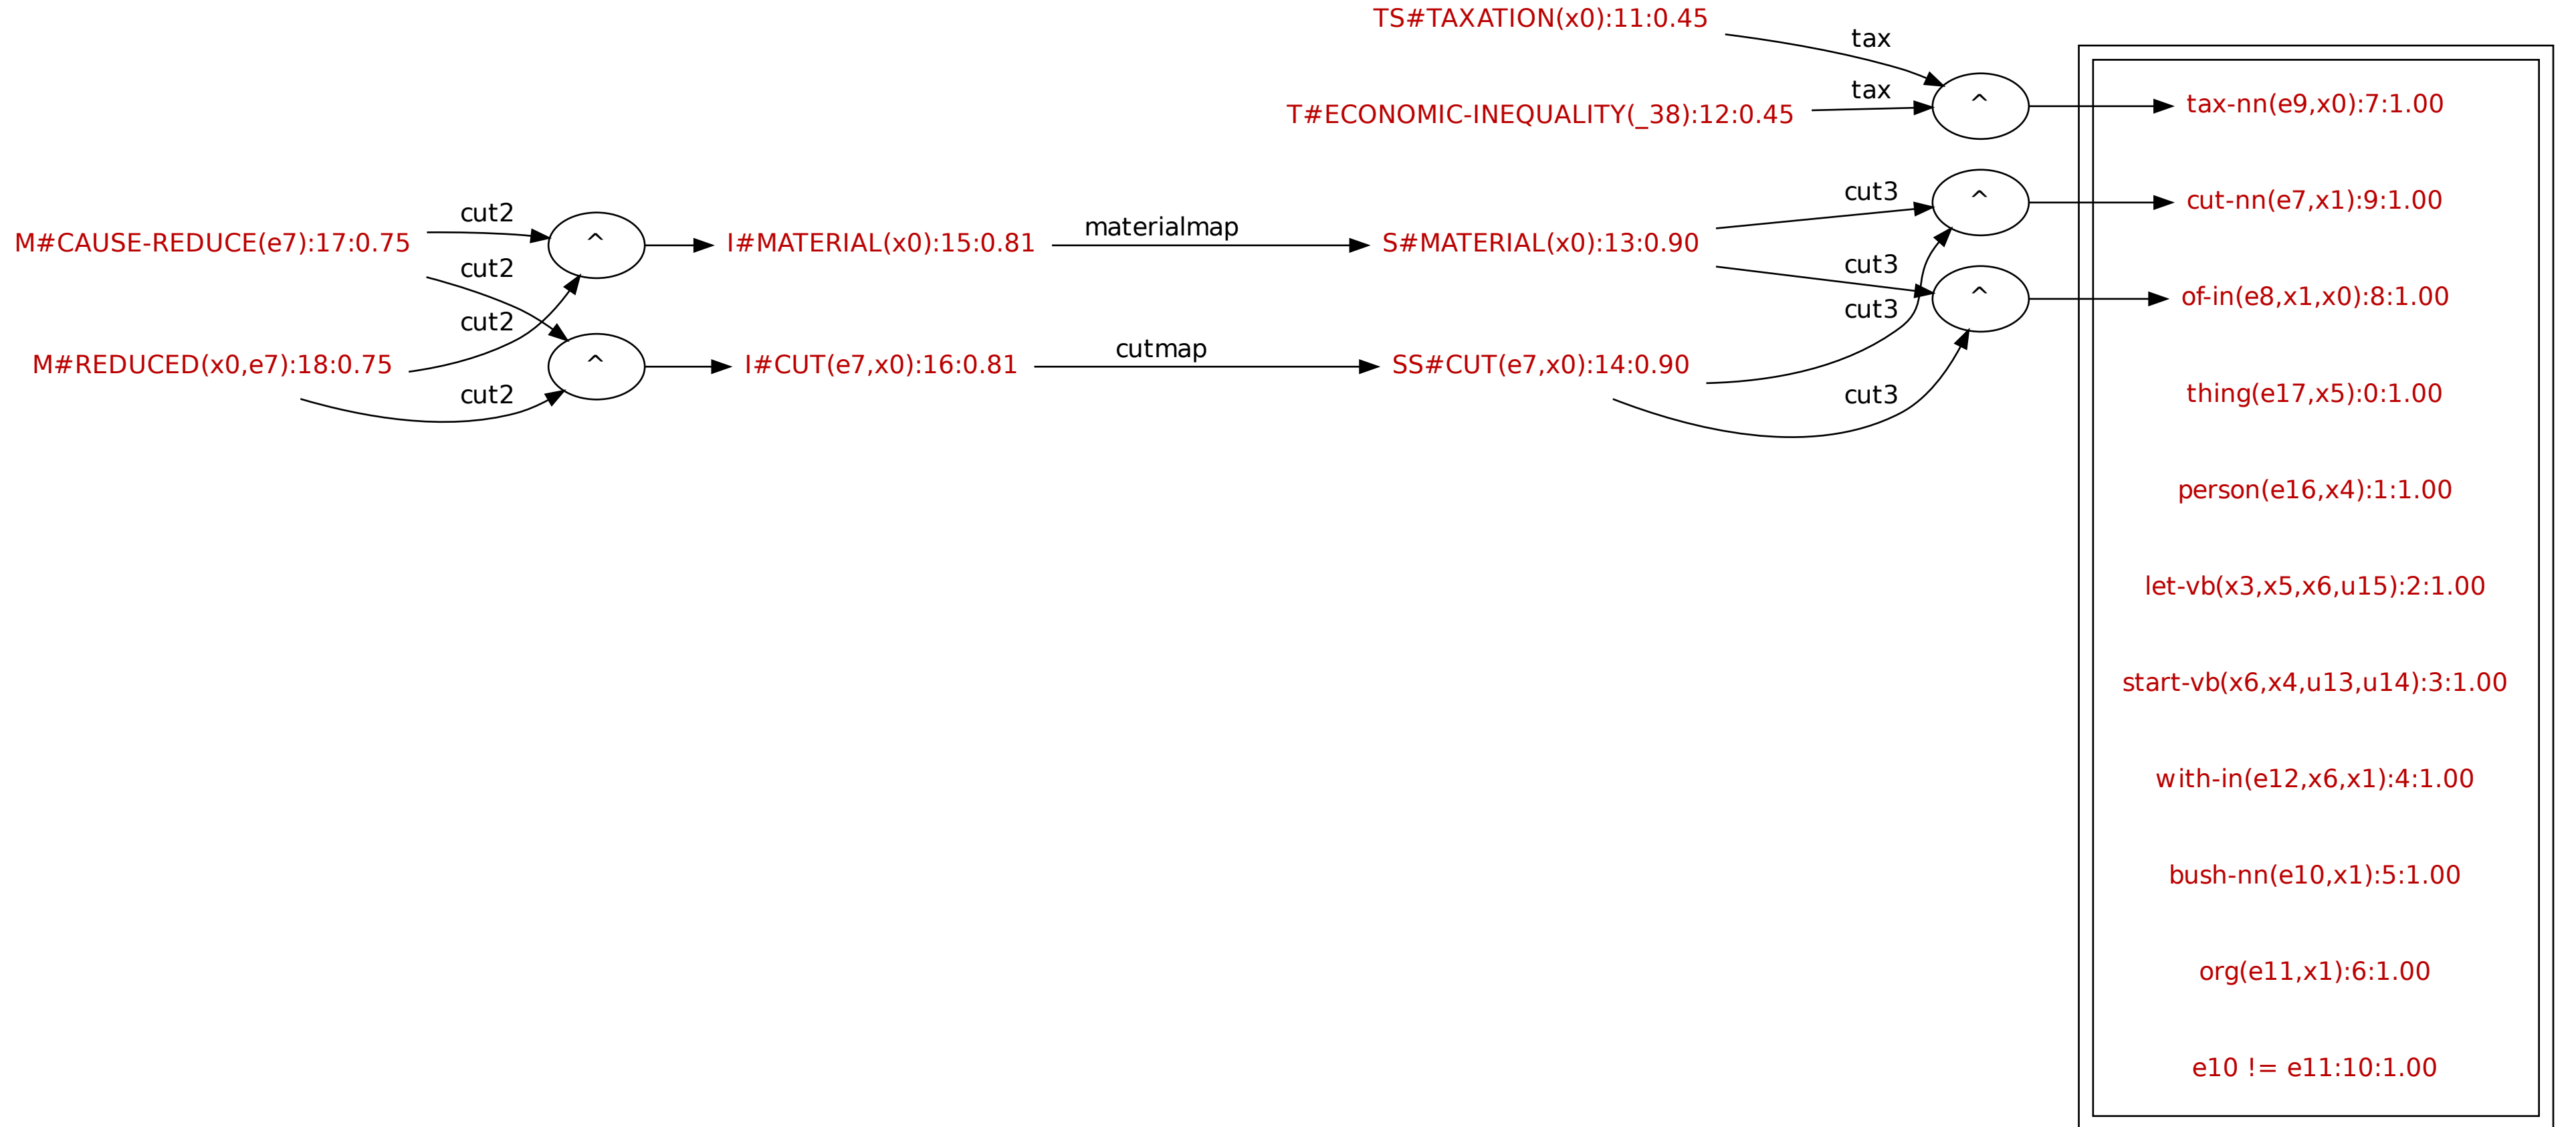 TS#TAXATION(x0):11:0.45
tax
T#ECONOMIC-INEQUALITY(_38):12:0.45
tax
^
tax-nn(e9,x0):7:1.00
M#CAUSE-REDUCE(e7):17:0.75
cut2
cut2
M#REDUCED(x0,e7):18:0.75
cut2
cut2
^
^
I#MATERIAL(x0):15:0.81
materialmap
I#CUT(e7,x0):16:0.81
cutmap
S#MATERIAL(x0):13:0.90
cut3
cut3
SS#CUT(e7,x0):14:0.90
cut3
cut3
^
^
cut-nn(e7,x1):9:1.00
of-in(e8,x1,x0):8:1.00
thing(e17,x5):0:1.00
person(e16,x4):1:1.00
let-vb(x3,x5,x6,u15):2:1.00
start-vb(x6,x4,u13,u14):3:1.00
with-in(e12,x6,x1):4:1.00
bush-nn(e10,x1):5:1.00
org(e11,x1):6:1.00
e10 != e11:10:1.00